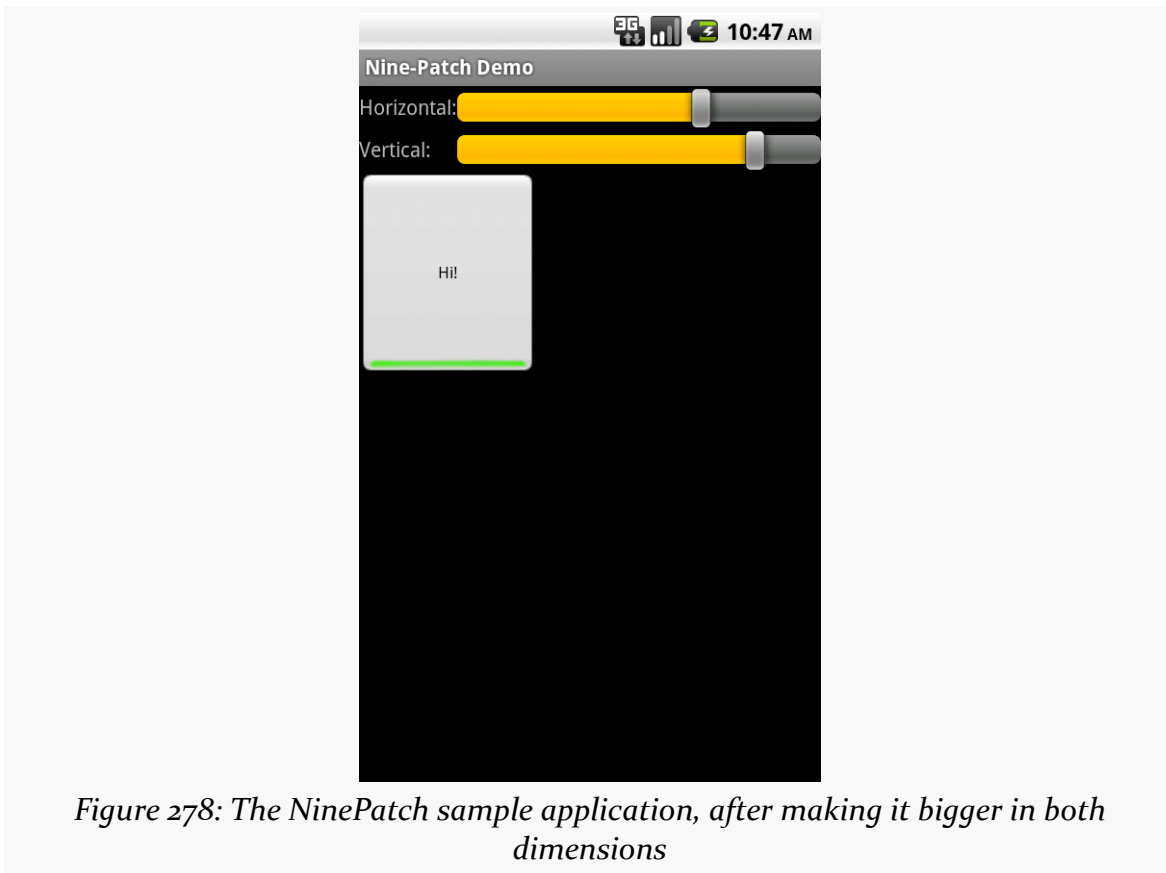 3G 10:47 AM
Nine-Patch Demo
Horizontal:
Vertical:
Hi!
Figure 278: The NinePatch sample application, after making it bigger in both
dimensions